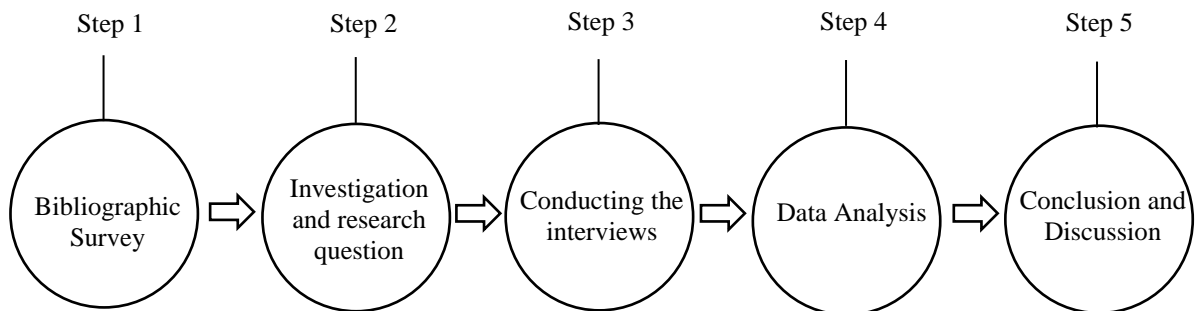 Step 1
Step 2
Step 3
Step 4
Step 5
Bibliographic
Survey
Investigation
and research
question
Conducting the
interviews
Data Analysis
Conclusion and
Discussion